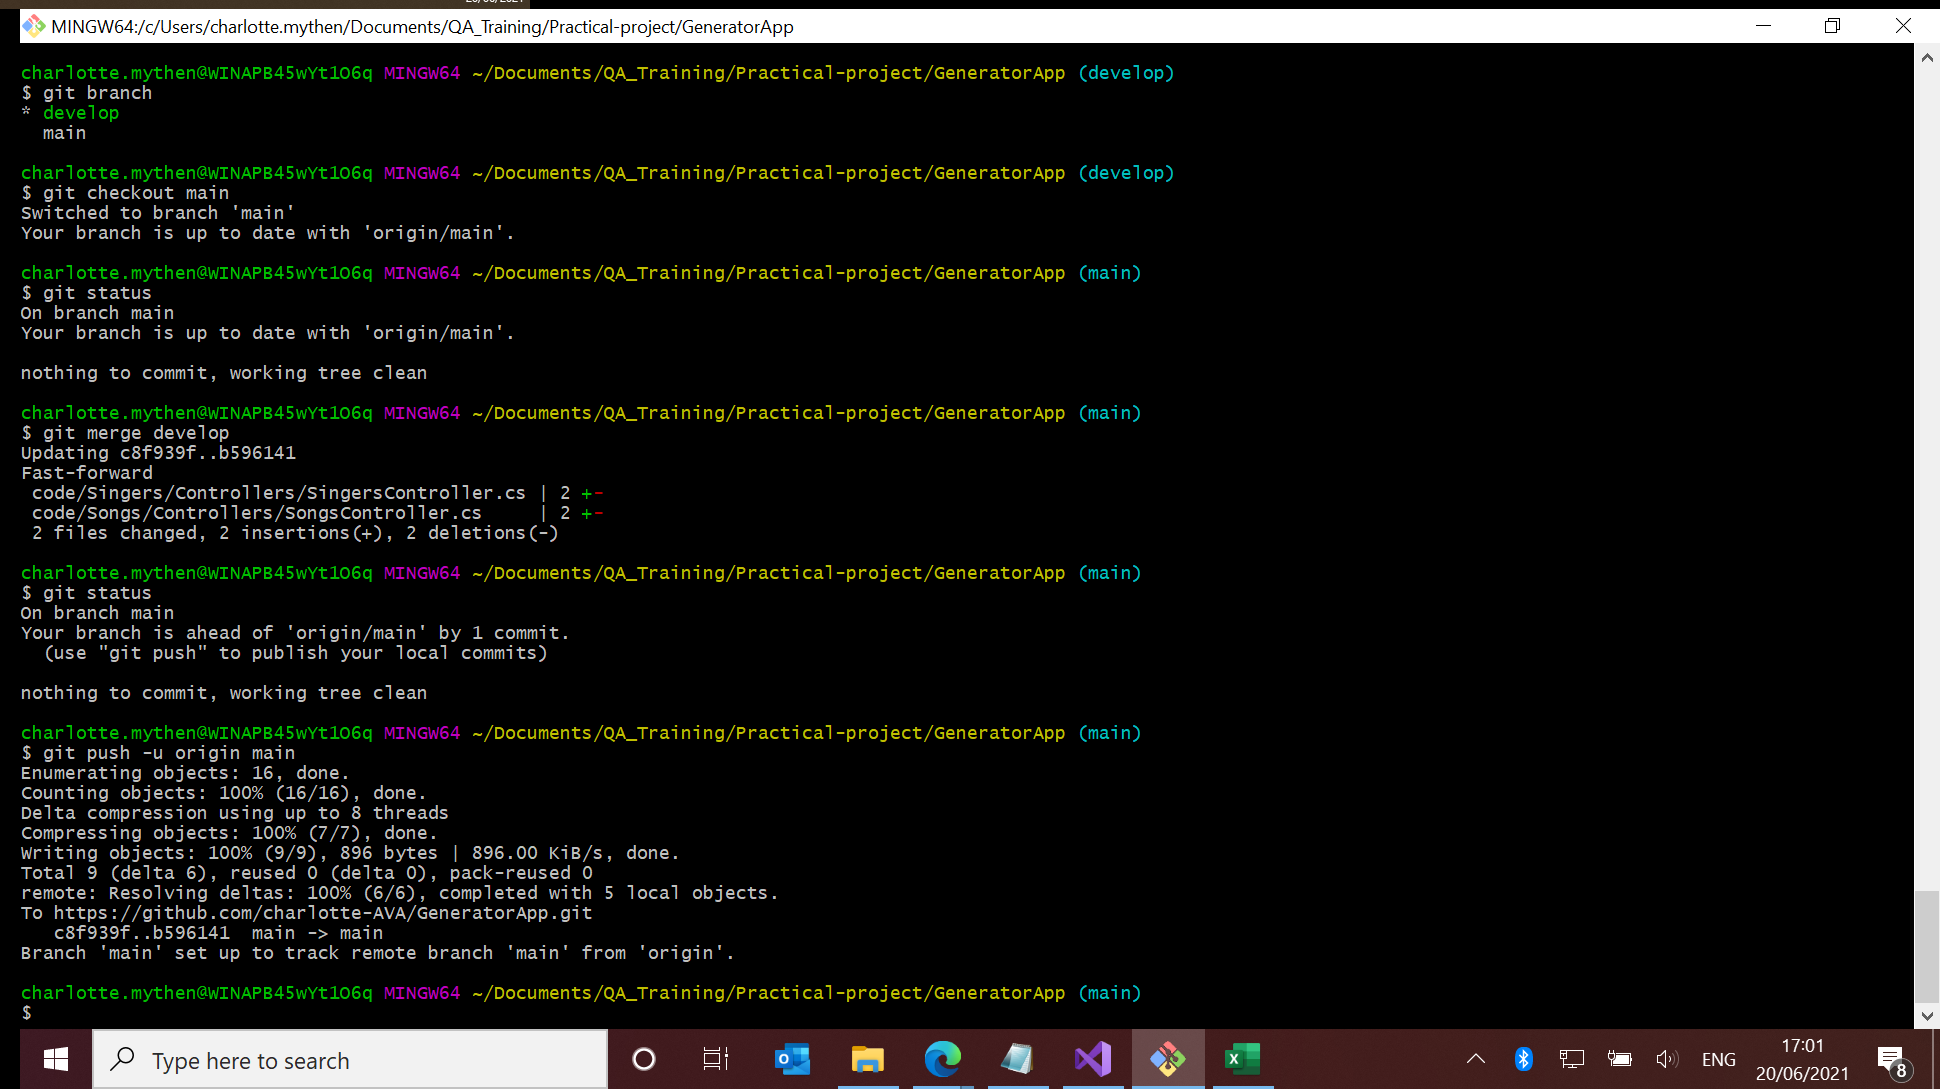 20/06/2021
MINGW64:/c/Users/charlotte.mythen/Documents/QA_Training/Practical-project/GeneratorApp
charlotte.mythen@WINAPB45wYt1O6q MINGW64 ~/Documents/QA_Training/Practical-project/GeneratorApp (develop)
$ git branch
* develop
  main
charlotte.mythen@WINAPB45wYt1O6q MINGW64 ~/Documents/QA_Training/Practical-project/GeneratorApp (develop)
$ git checkout main
Switched to branch 'main'
Your branch is up to date with 'origin/main'.
charlotte.mythen@WINAPB45wYt1O6q MINGW64 ~/Documents/QA_Training/Practical-project/GeneratorApp (main)
$ git status
On branch main
Your branch is up to date with 'origin/main'.
nothing to commit, working tree clean
charlotte.mythen@WINAPB45wYt1O6q MINGW64 ~/Documents/QA_Training/Practical-project/GeneratorApp (main)
$ git merge develop
Updating c8f939f..b596141
Fast-forward
 code/Singers/Controllers/SingersController.cs | 2 +-
 code/Songs/Controllers/SongsController.cs     | 2 +-
 2 files changed, 2 insertions(+), 2 deletions(-)
charlotte.mythen@WINAPB45wYt1O6q MINGW64 ~/Documents/QA_Training/Practical-project/GeneratorApp (main)
$ git status
On branch main
Your branch is ahead of 'origin/main' by 1 commit.
  (use "git push" to publish your local commits)
nothing to commit, working tree clean
charlotte.mythen@WINAPB45wYt1O6q MINGW64 ~/Documents/QA_Training/Practical-project/GeneratorApp (main)
$ git push -u origin main
Enumerating objects: 16, done.
Counting objects: 100% (16/16), done.
Delta compression using up to 8 threads
Compressing objects: 100% (7/7), done.
Writing objects: 100% (9/9), 896 bytes | 896.00 KiB/s, done.
Total 9 (delta 6), reused 0 (delta 0), pack-reused 0
remote: Resolving deltas: 100% (6/6), completed with 5 local objects.
To https://github.com/charlotte-AVA/GeneratorApp.git
   c8f939f..b596141  main -> main
Branch 'main' set up to track remote branch 'main' from 'origin'.
charlotte.mythen@WINAPB45wYt1O6q MINGW64 ~/Documents/QA_Training/Practical-project/GeneratorApp (main)
$
Type here to search
ENG
17:01
20/06/2021
8